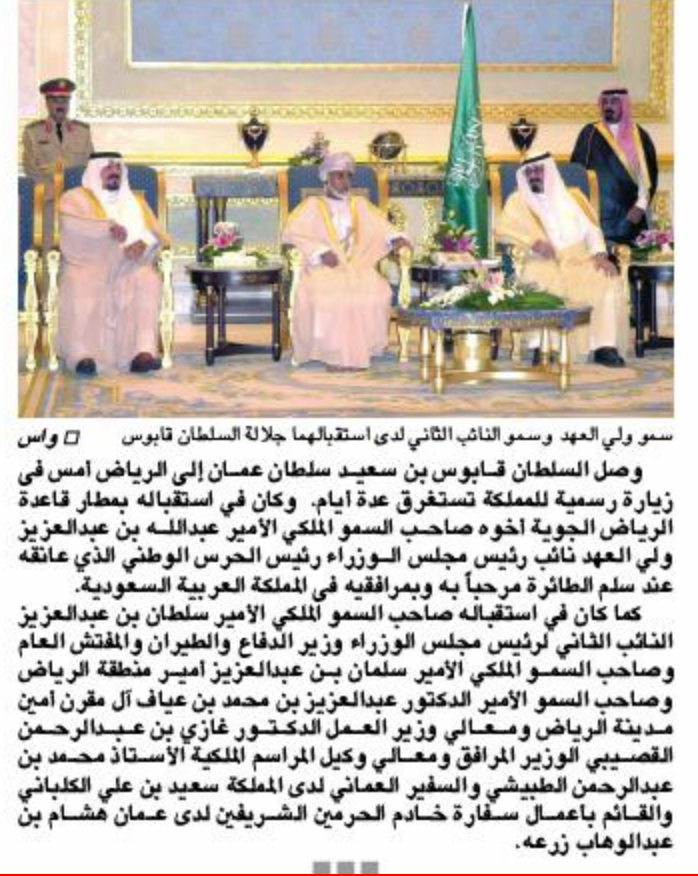 سمو ولي العهد وسمو النائب الثاني لدى استقبالهما جلالة السلطان قابوس □ واس
وصل السلطان قابوس بن سعيد سلطان عمان إلى الرياض أمس في
زيارة رسمية للمملكة تستغرق عدة أيام. وكان في استقباله بمطار قاعدة
الرياض الجوية أخوه صاحب السمو الملكي الأمير عبدالله بن عبدالعزيز
ولي العهد نائب رئيس مجلس الوزراء رئيس الحرس الوطني الذي عانقه
عند سلم الطائرة مرحباً به وبمرافقيه في المملكة العربية السعودية.
كما كان في استقباله صاحب السمو الملكي الأمير سلطان بن عبدالعزيز
النائب الثاني لرئيس مجلس الوزراء وزير الدفاع والطيران والمفتش العام
وصاحب السمو الملكي الأمير سلمان بن عبدالعزيز أمير منطقة الرياض
وصاحب السمو الأمير الدكتور عبدالعزيز بن محمد بن عياف آل مقرن أمين
مدينة الرياض ومعالي وزير العمل الدكتور غازي بن عبدالرحمن
القصيبي الوزير المرافق ومعالي وكيل المراسم الملكية الأستاذ محمد بن
عبدالرحمن الطبيشي والسفير العماني لدى المملكة سعيد بن علي الكلباني
والقائم بأعمال سفارة خادم الحرمين الشريفين لدى عمان هشام بن
عبدالوهاب زرعه.